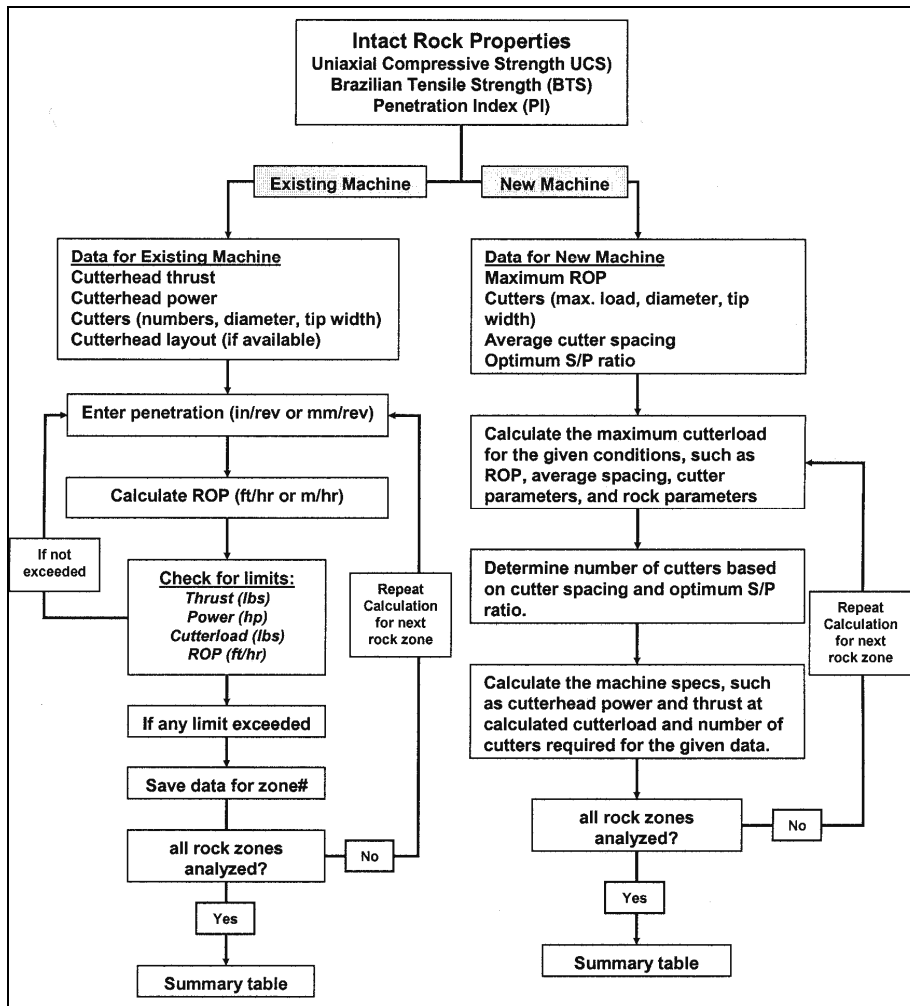 Intact Rock Properties
Uniaxial Compressive Strength UCS)
Brazilian Tensile Strength (BTS)
Penetration Index (PI)
Existing Machine
New Machine
Data for Existing Machine
Cutterhead thrust
Cutterhead power
Cutters (numbers, diameter, tip width)
Cutterhead layout (if available)
Enter penetration (in/rev or mm/rev)
Calculate ROP (ft/hr or m/hr)
If not
exceeded
Check for limits:
Thrust (lbs)
Power (hp)
Cutterload (lbs)
ROP (ft/hr)
Repeat
Calculation
for next
rock zone
If any limit exceeded
Save data for zone#
all rock zones
analyzed?
No
Yes
Summary table
Data for New Machine
Maximum ROP
Cutters (max. load, diameter, tip
width)
Average cutter spacing
Optimum S/P ratio
Calculate the maximum cutterload
for the given conditions, such as
ROP, average spacing, cutter
parameters, and rock parameters
Determine number of cutters based
on cutter spacing and optimum S/P
ratio.
Repeat
Calculation
for next
rock zone
Calculate the machine specs, such
as cutterhead power and thrust at
calculated cutterload and number of
cutters required for the given data.
all rock zones
analyzed?
No
Yes
Summary table